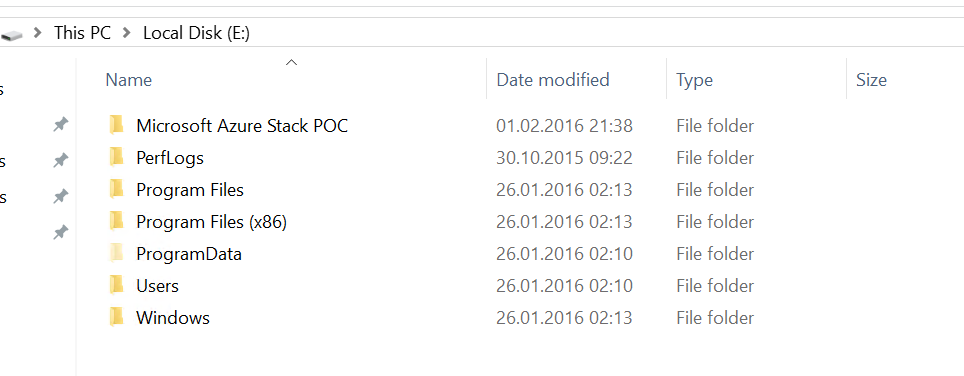 This PC > Local Disk (E:)
Name Date modified Type Size
Microsoft Azure Stack POC 01.02.2016 21:38 File folder
PerfLogs 30.10.2015 09:22 File folder
Program Files 26.01.2016 02:13 File folder
Program Files (x86) 26.01.2016 02:13 File folder
ProgramData 26.01.2016 02:10 File folder
Users 26.01.2016 02:10 File folder
Windows 26.01.2016 02:13 File folder